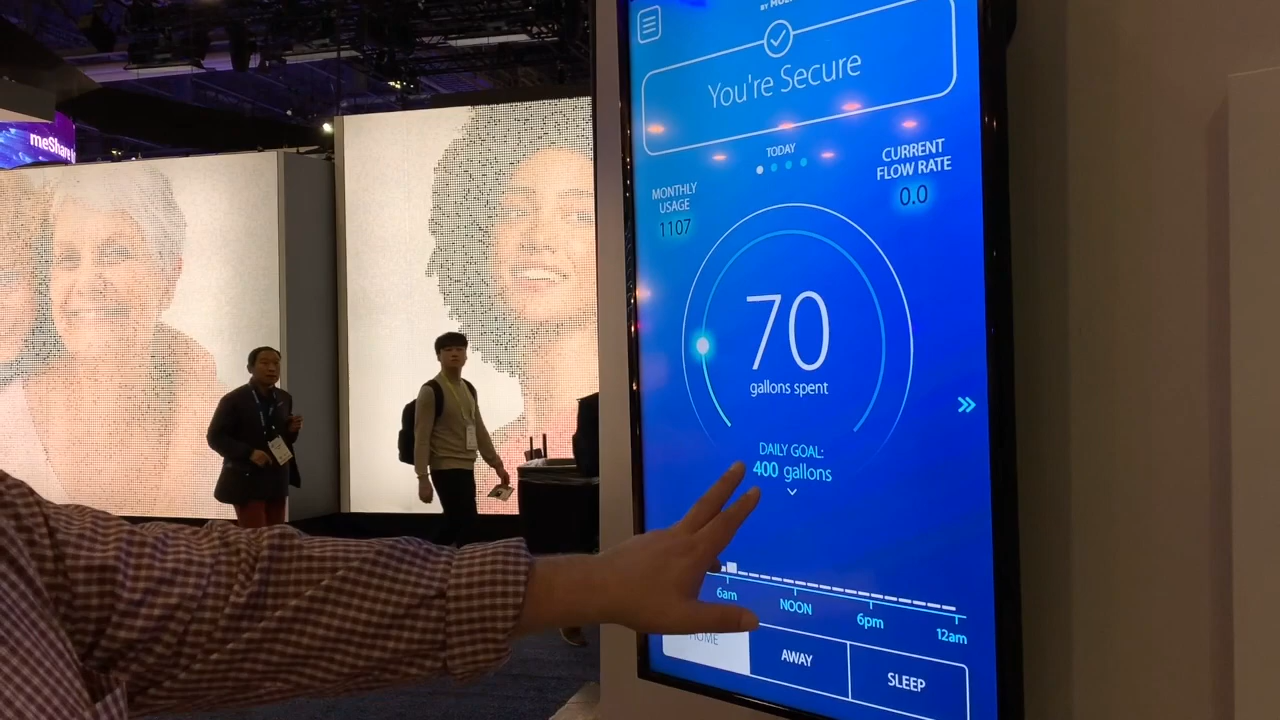 meShare
BY
You're Secure
TODAY
MONTHLY
USAGE
1107
CURRENT
FLOW RATE
0.0
70
gallons spent
DAILY GOAL:
400 gallons
6am
NOON
6pm
12am
HOME
AWAY
SLEEP